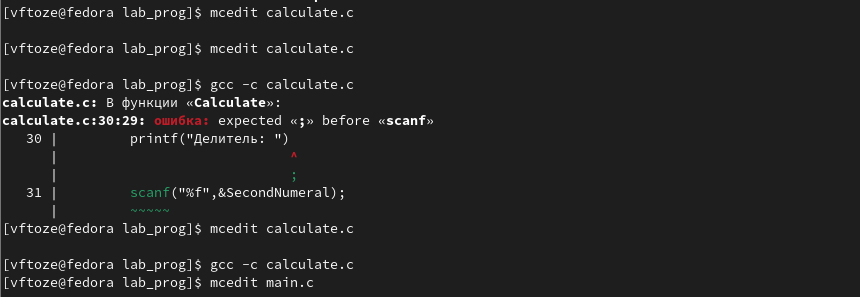 [vftoze@fedora lab_prog]$ mcedit calculate.c
[vftoze@fedora lab_prog]$ mcedit calculate.c
[vftoze@fedora lab_prog]$ gcc -c calculate.c
calculate.c: В функции «Calculate»:
calculate.c:30:29: ошибка: expected «;» before «scanf»
   30 |         printf("Делитель: ")
      |                             ^
      |                             ;
   31 |         scanf("%f",&SecondNumeral);
      |         ~~~~~
[vftoze@fedora lab_prog]$ mcedit calculate.c
[vftoze@fedora lab_prog]$ gcc -c calculate.c
[vftoze@fedora lab_prog]$ mcedit main.c